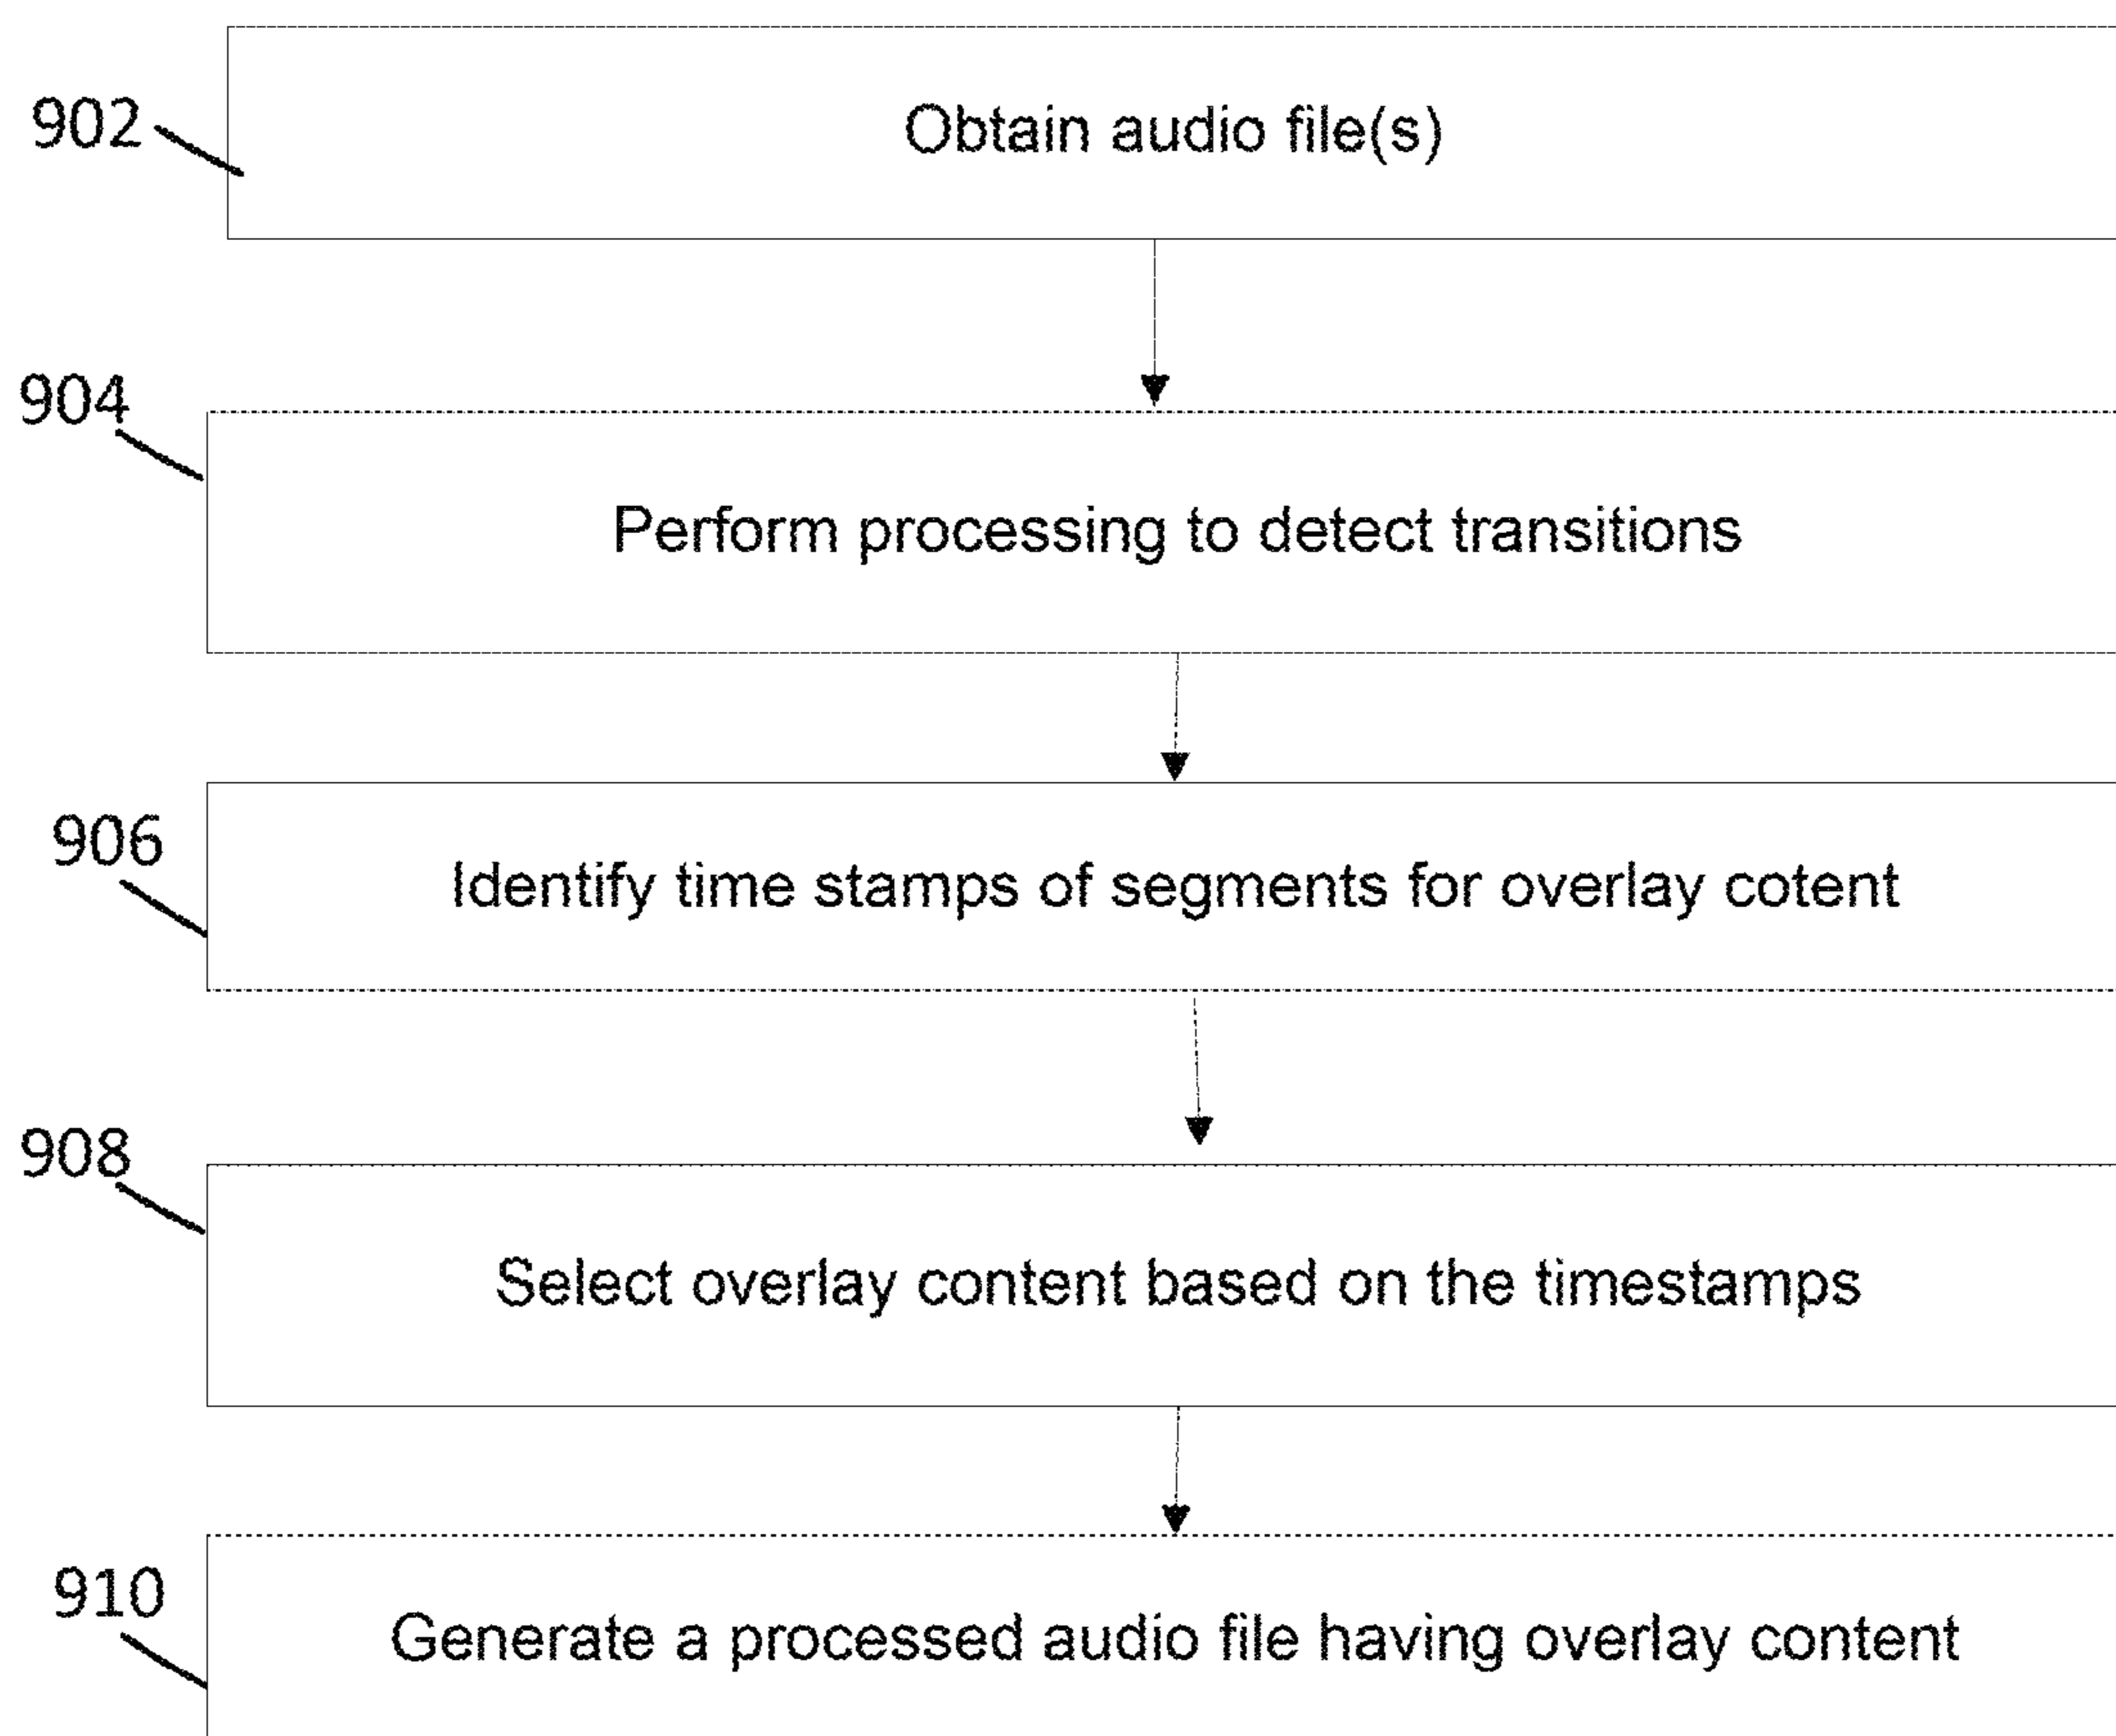 902
Obtain audio file(s)
904
Perform processing to detect transitions
906
Identify time stamps of segments for overlay cotent
908
Select overlay content based on the timestamps
910
Generate a processed audio file having overlay content